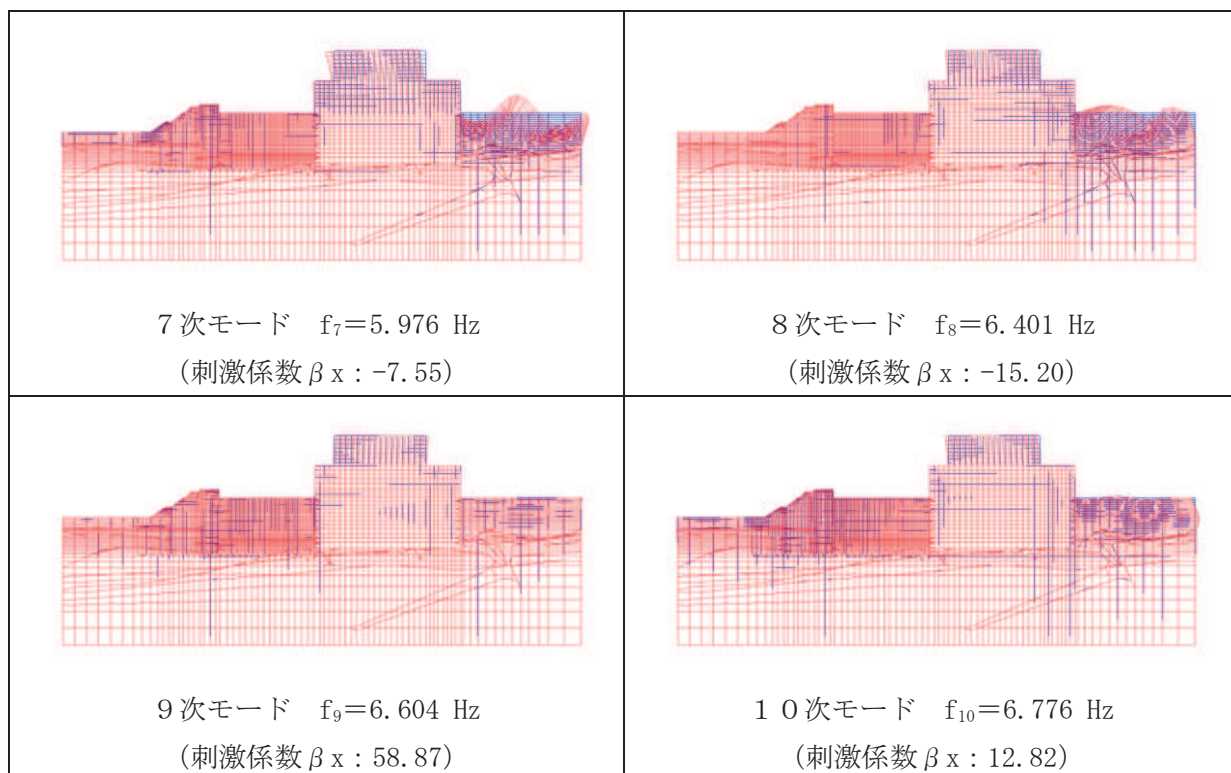 7次モード f₇=5.976 Hz
(刺激係数βx:-7.55)
8次モード f₈=6.401 Hz
(刺激係数βx:-15.20)
9次モード f₉=6.604 Hz
(刺激係数βx:58.87)
10次モード f₁₀=6.776 Hz
(刺激係数βx:12.82)